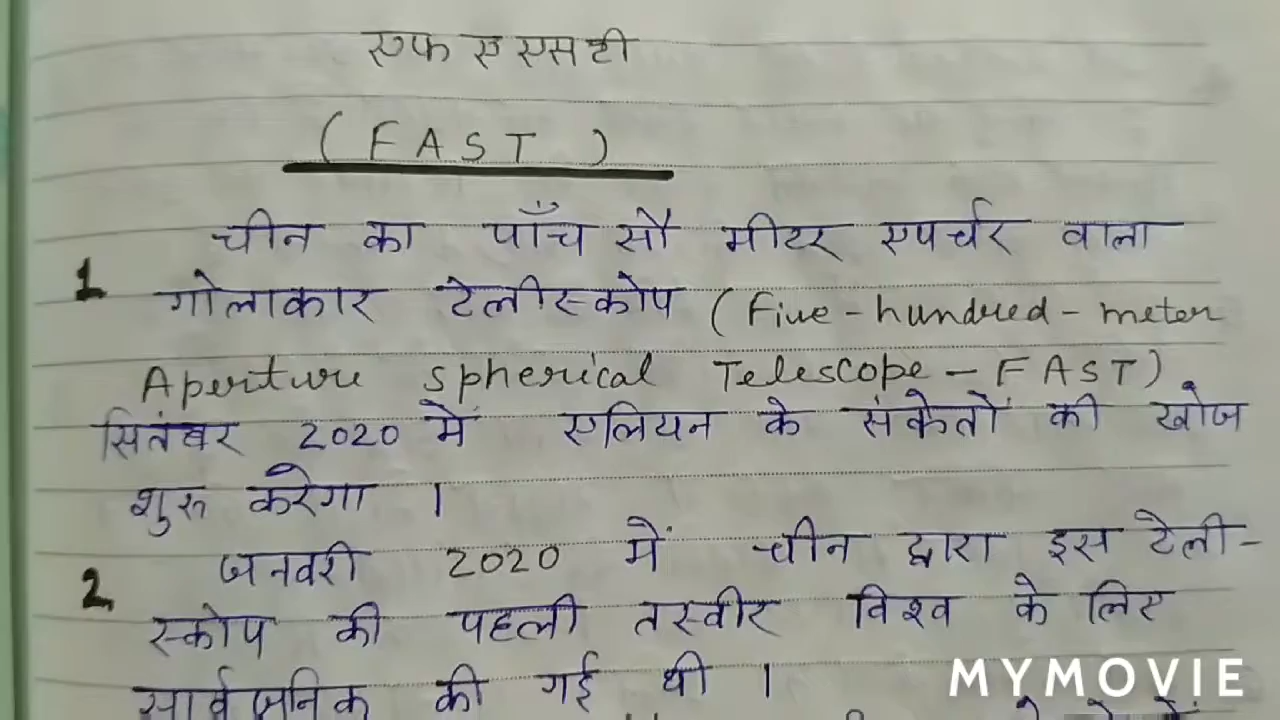 एफ ए एस टी
( FAST )
चीन का पाँच सौ मीटर एपर्चर वाला
1 गोलाकार टेलीस्कोप (Five-hundred-meter
Aperture Spherical Telescope - FAST)
सितंबर 2020 में एलियन के संकेतों की खोज
शुरू करेगा ।
जनवरी 2020 में चीन द्वारा इस टेली-
2 स्कोप की पहली तस्वीर विश्व के लिए
सार्वजनिक की गई थी ।
MYMOVIE